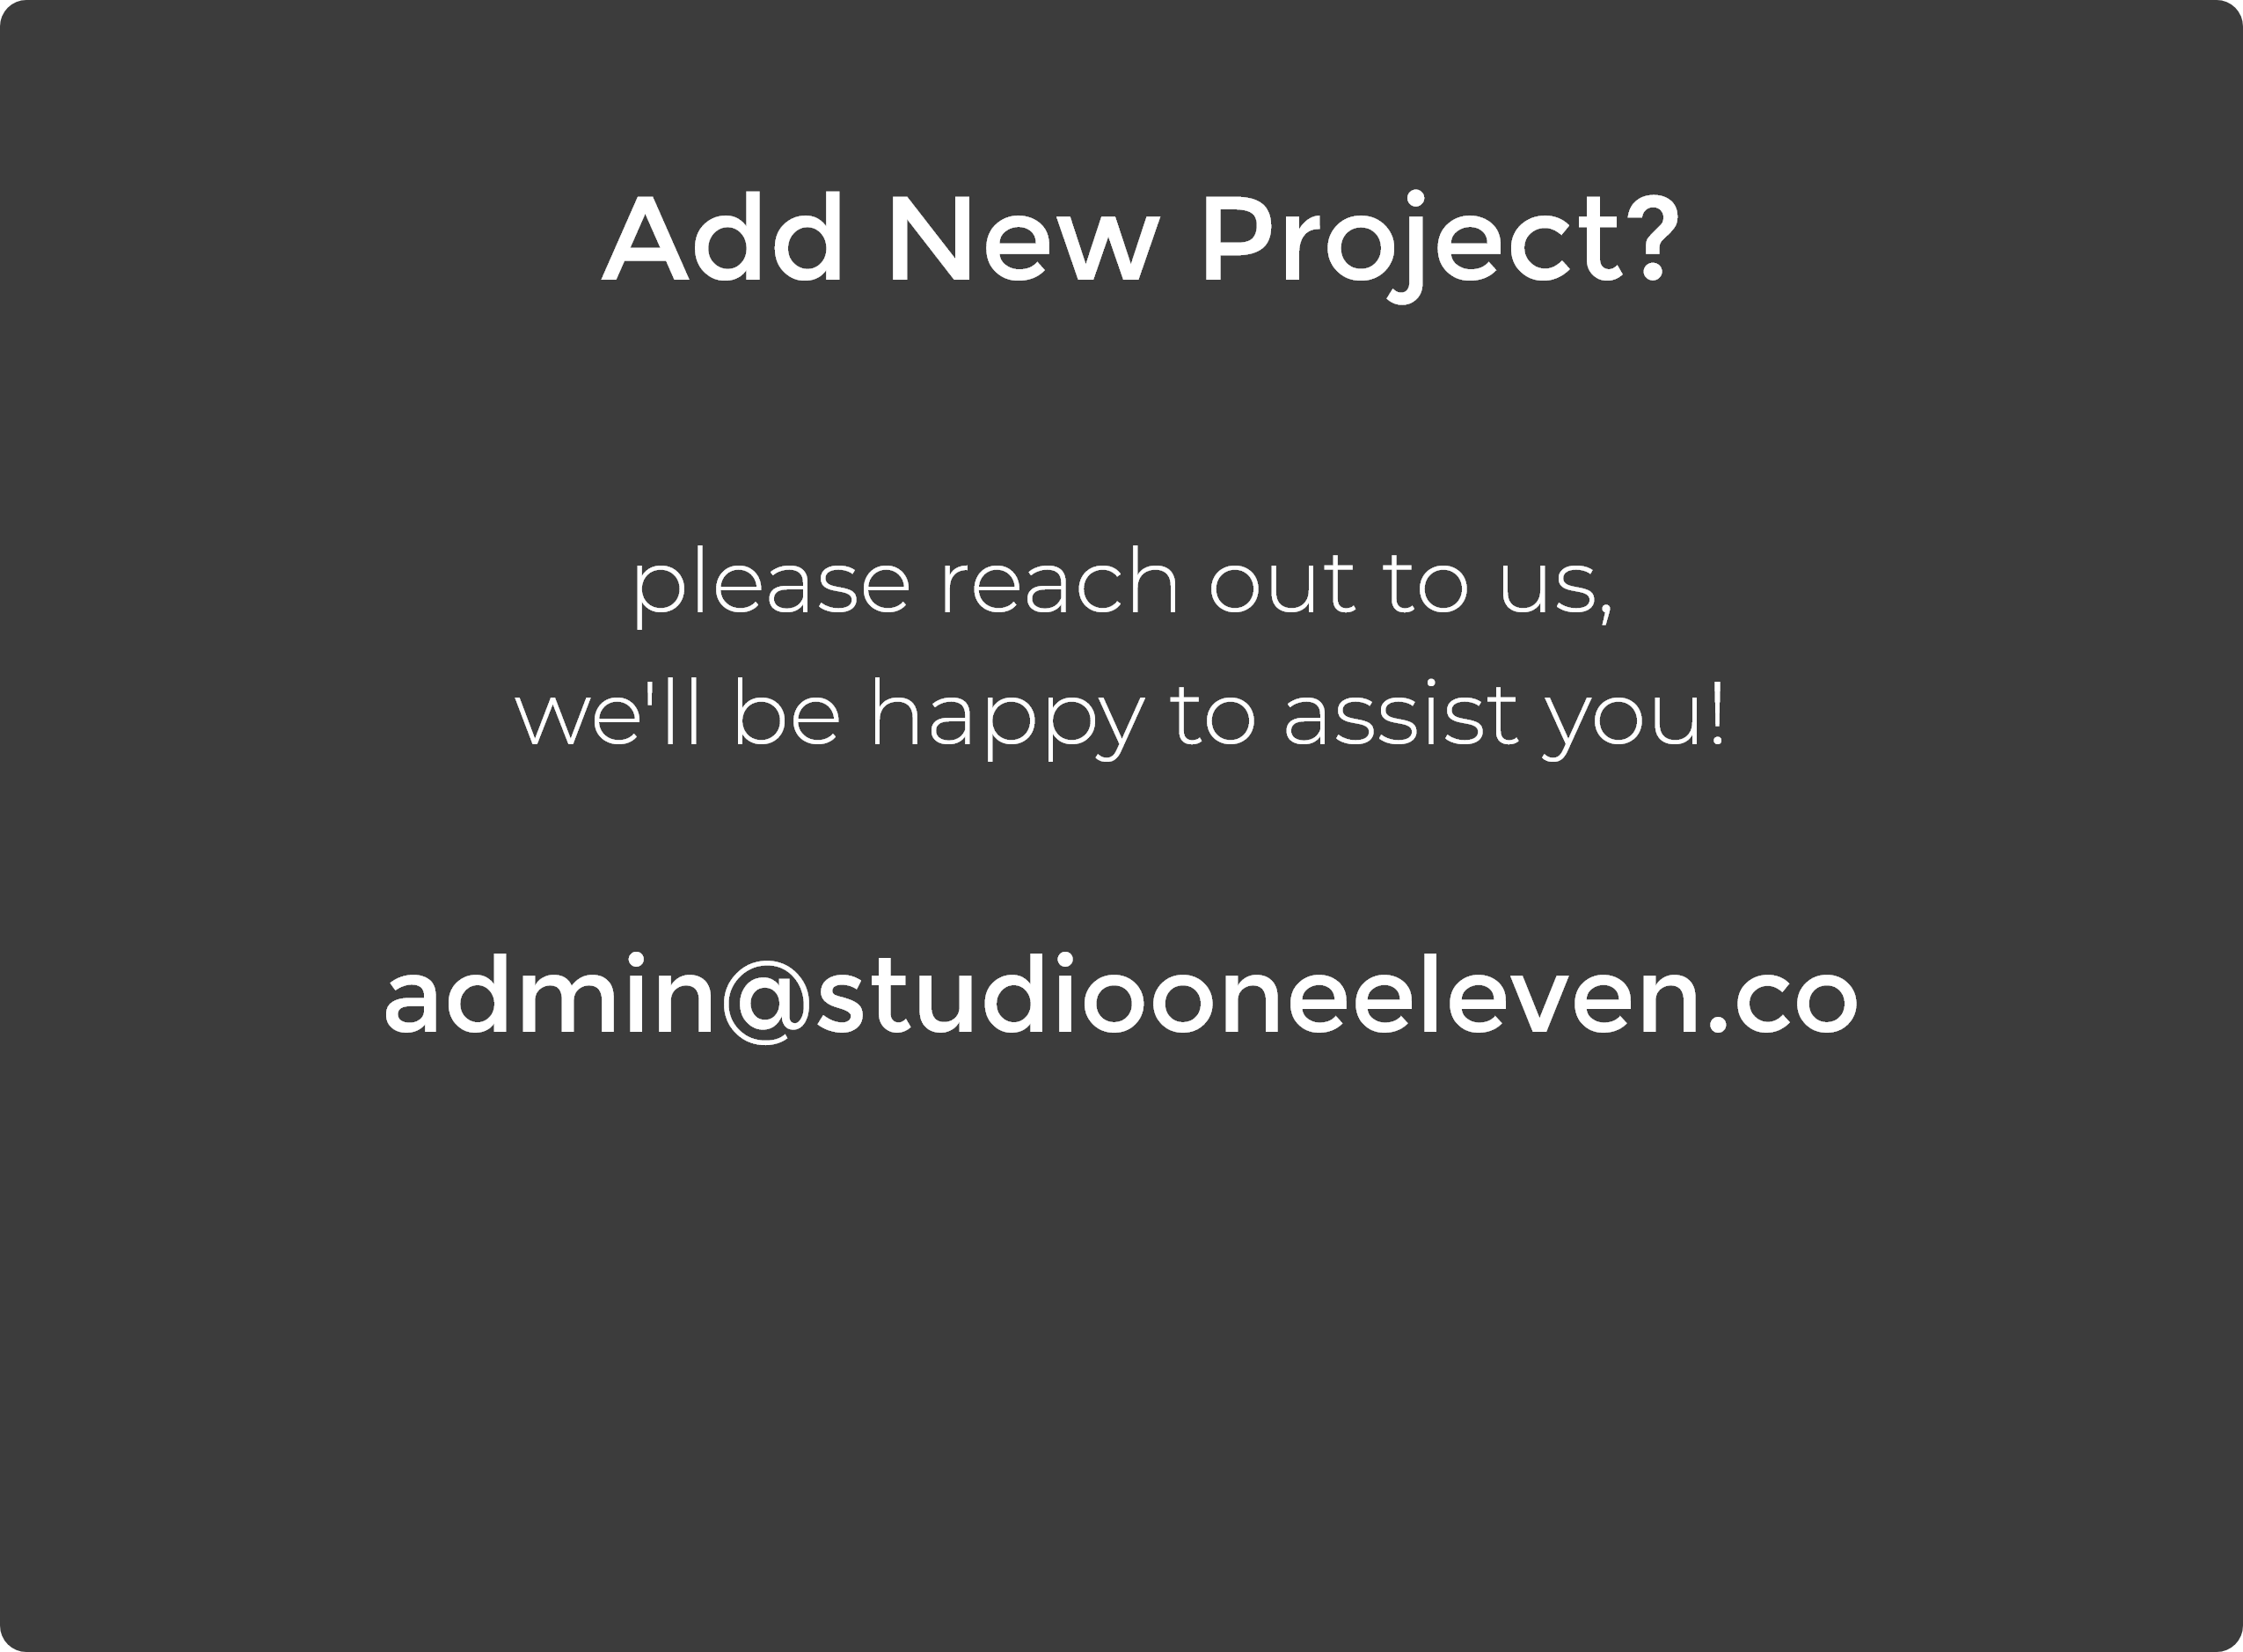 Add New Project?
please reach out to us,
we'll be happy to assist you!
admin@studiooneeleven.co